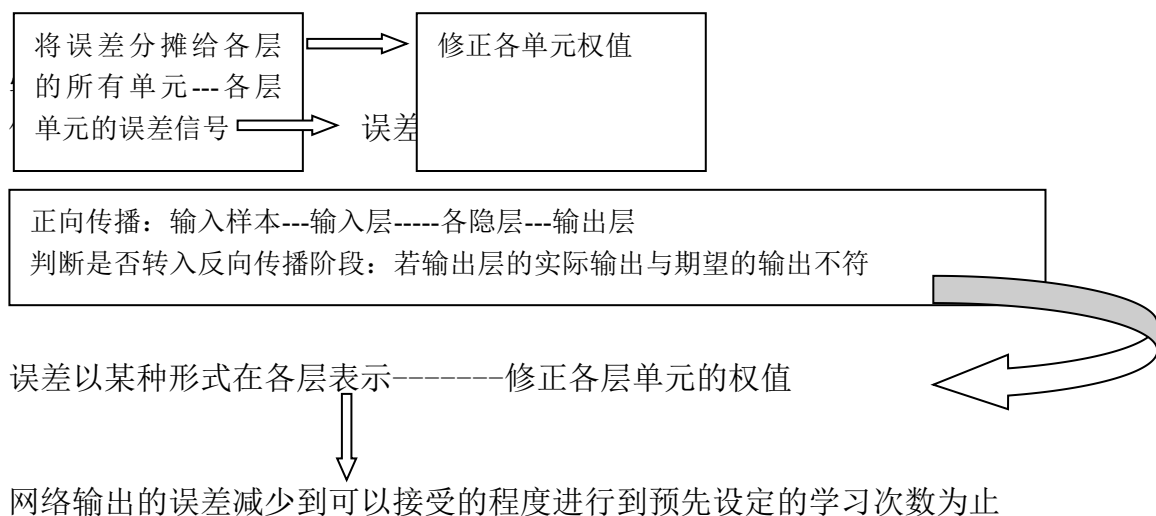 将误差分摊给各层
的所有单元---各层
单元的误差信号
修正各单元权值
误差
正向传播：输入样本---输入层-----各隐层---输出层
判断是否转入反向传播阶段：若输出层的实际输出与期望的输出不符
误差以某种形式在各层表示-------修正各层单元的权值
网络输出的误差减少到可以接受的程度进行到预先设定的学习次数为止